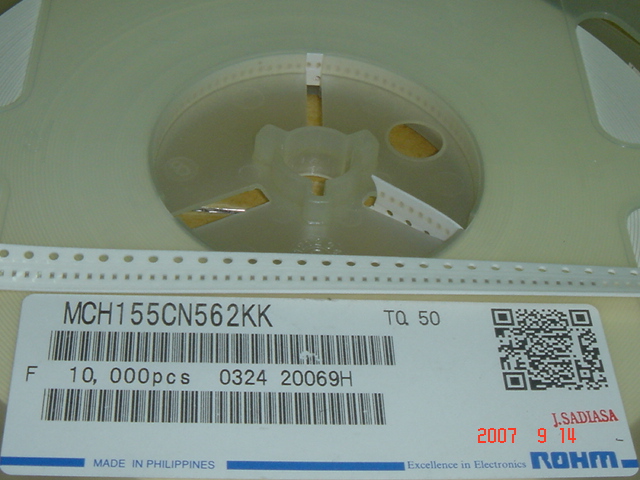 MCH155CN562KK TQ 50
F 10,000pcs 0324 20069H
J.SADIASA
2007 9 14
MADE IN PHILIPPINES Excellence in Electronics ROHM